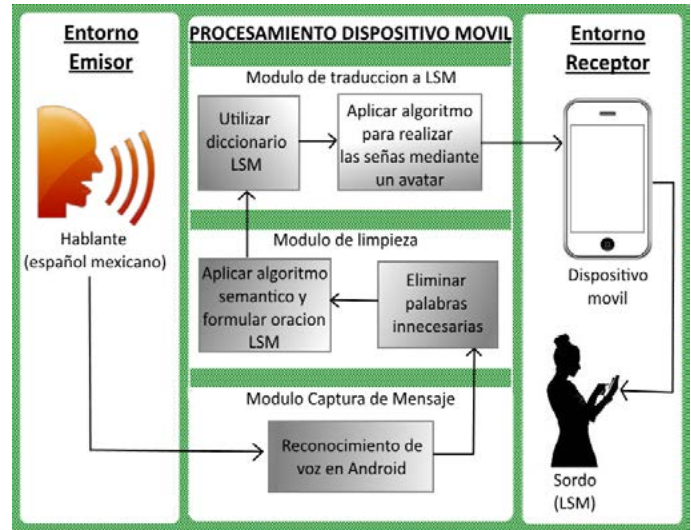 Entorno
Emisor
Hablante
(español mexicano)
PROCESAMIENTO DISPOSITIVO MOVIL
Modulo de traduccion a LSM
Utilizar
diccionario
LSM
Aplicar algoritmo
para realizar
las señas mediante
un avatar
Modulo de limpieza
Aplicar algoritmo
semantico y
formular oracion
LSM
Eliminar
palabras
innecesarias
Modulo Captura de Mensaje
Reconocimiento de
voz en Android
Entorno
Receptor
Dispositivo
movil
Sordo
(LSM)